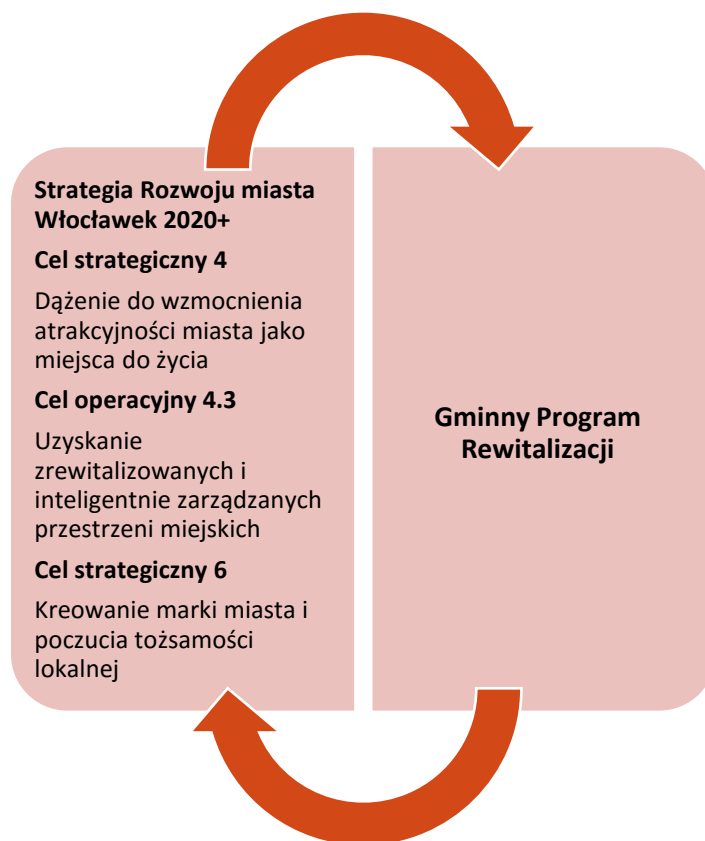 Strategia Rozwoju miasta
Włocławek 2020+
Cel strategiczny 4
Dążenie do wzmocnienia
atrakcyjności miasta jako
miejsca do życia
Cel operacyjny 4.3
Uzyskanie
zrewitalizowanych i
inteligentnie zarządzanych
przestrzeni miejskich
Cel strategiczny 6
Kreowanie marki miasta i
poczucia tożsamości
lokalnej
Gminny Program
Rewitalizacji